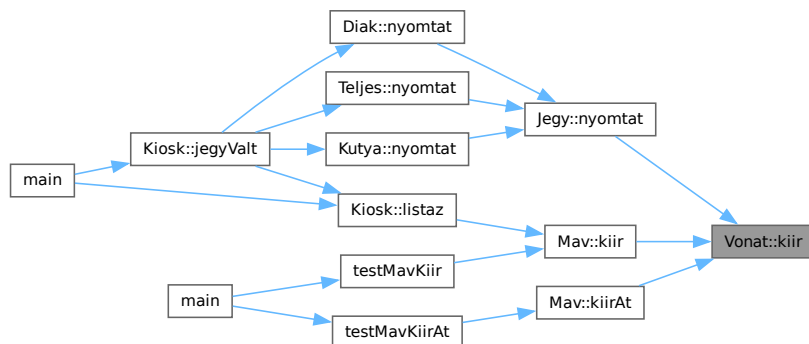 Diak::nyomtat
Teljes::nyomtat
Jegy::nyomtat
Kiosk::jegyValt
Kutya::nyomtat
main
Kiosk::listaz
Mav::kiir
Vonat::kiir
testMavKiir
main
Mav::kiirAt
testMavKiirAt